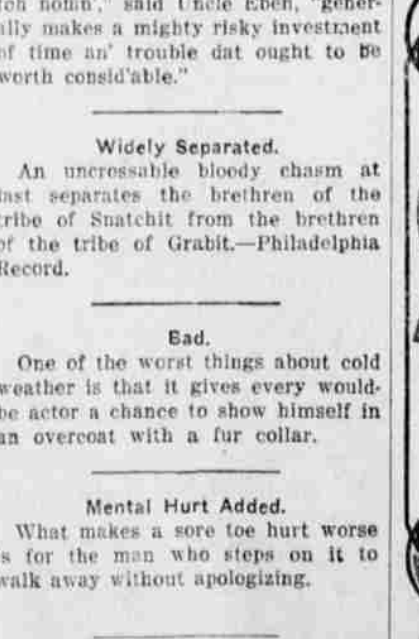 foh nothin'," said Uncle Eben, "gener-
ally makes a mighty risky investment
of time an' trouble dat ought to be
worth consid'able."
Widely Separated.
An uncrossable bloody chasm at
last separates the brethren of the
tribe of Snatchit from the brethren
of the tribe of Grabit.—Philadelphia
Record.
Bad.
One of the worst things about cold
weather is that it gives every would-
be actor a chance to show himself in
an overcoat with a fur collar.
Mental Hurt Added.
What makes a sore toe hurt worse
is for the man who steps on it to
walk away without apologizing.